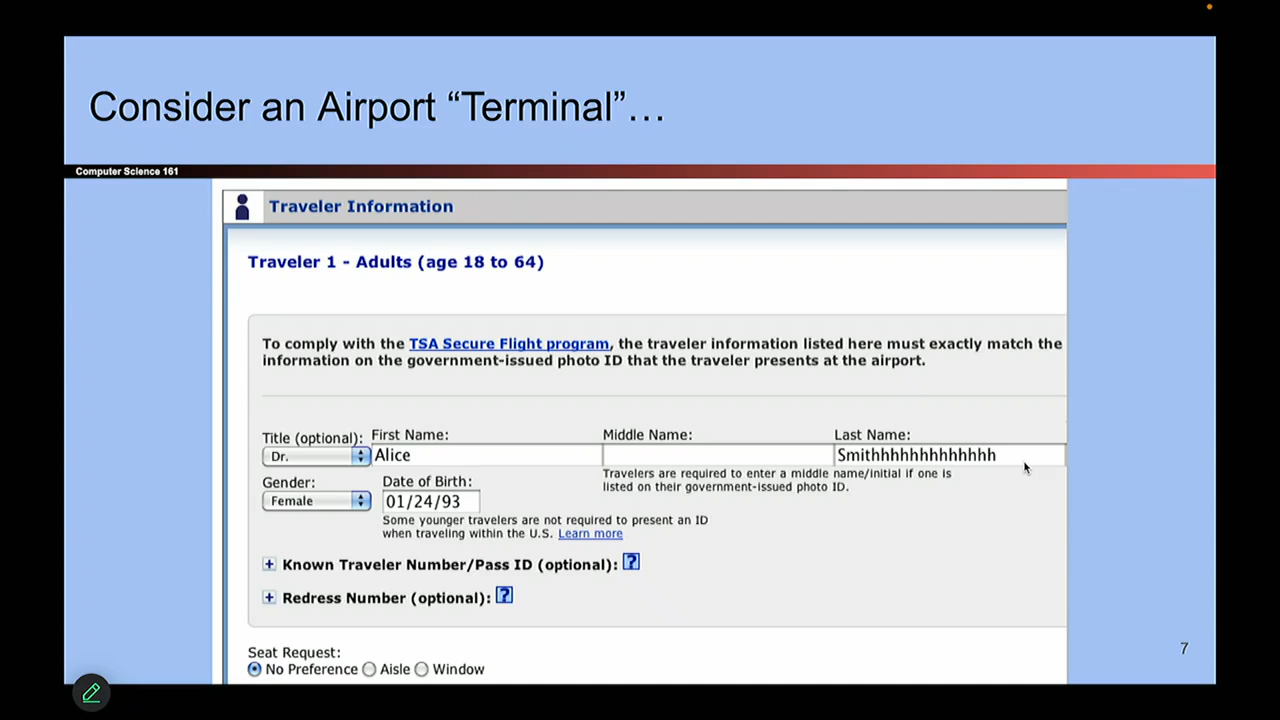 Consider an Airport “Terminal”…
Computer Science 161
Traveler Information
Traveler 1 - Adults (age 18 to 64)
To comply with the TSA Secure Flight program, the traveler information listed here must exactly match the
information on the government-issued photo ID that the traveler presents at the airport.
Title (optional): First Name: Middle Name: Last Name:
Dr. Alice Smithhhhhhhhhhhhh
Travelers are required to enter a middle name/initial if one is
listed on their government-issued photo ID.
Gender: Date of Birth:
Female 01/24/93
Some younger travelers are not required to present an ID
when traveling within the U.S. Learn more
+ Known Traveler Number/Pass ID (optional): ?
+ Redress Number (optional): ?
Seat Request:
No Preference Aisle Window
7